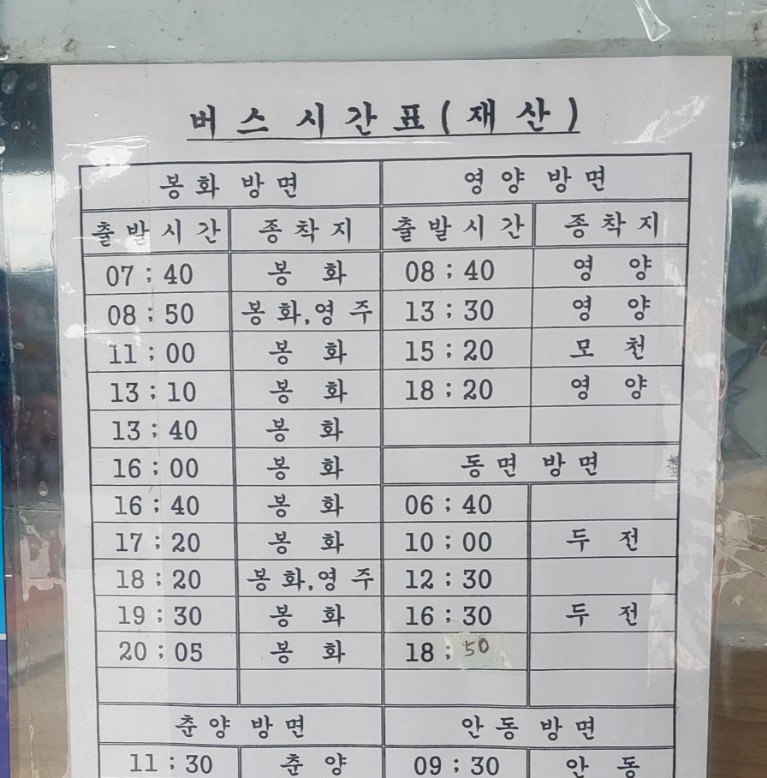 버스시간표(재산)
봉화방면 영양방면
출발시간 종착지 출발시간 종착지
07:40 봉화 08:40 영양
08:50 봉화,영주 13:30 영양
11:00 봉화 15:20 모천
13:10 봉화 18:20 영양
13:40 봉화
16:00 봉화 동면방면
16:40 봉화 06:40
17:20 봉화 10:00 두전
18:20 봉화,영주 12:30
19:30 봉화 16:30 두전
20:05 봉화 18:50
춘양방면 안동방면
11:30 춘양 09:30 안동